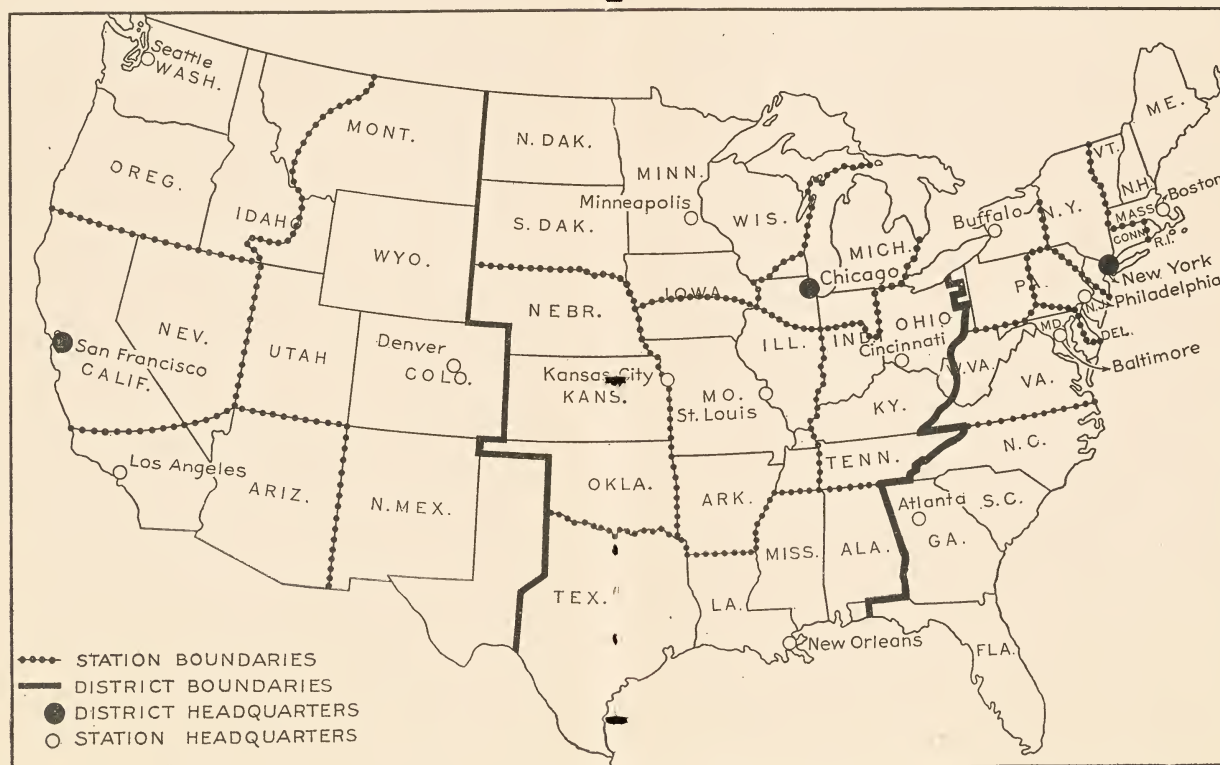 Seattle
WASH.
MONT.
OREG.
IDAHO
WYO.
N. DAK.
S. DAK.
MINN.
Minneapolis
WIS.
MICH.
Chicago
NEBR.
IOWA
NEV.
UTAH
Denver
COLO.
San Francisco
CALIF.
Los Angeles
ARIZ.
N.MEX.
Kansas City
KANS.
MO.
St. Louis
ILL.
IND.
OHIO
Cincinnati
KY.
TENN.
OKLA.
ARK.
TEX.
LA.
MISS.
ALA.
New Orleans
Atlanta
GA.
S.C.
N.C.
FLA.
VA.
W.VA.
MD.
DEL.
Baltimore
PA.
N.J.
Philadelphia
New York
Buffalo
N.Y.
VT.
N.H.
ME.
MASS.
Boston
CONN.
R.I.
STATION BOUNDARIES
DISTRICT BOUNDARIES
DISTRICT HEADQUARTERS
STATION HEADQUARTERS